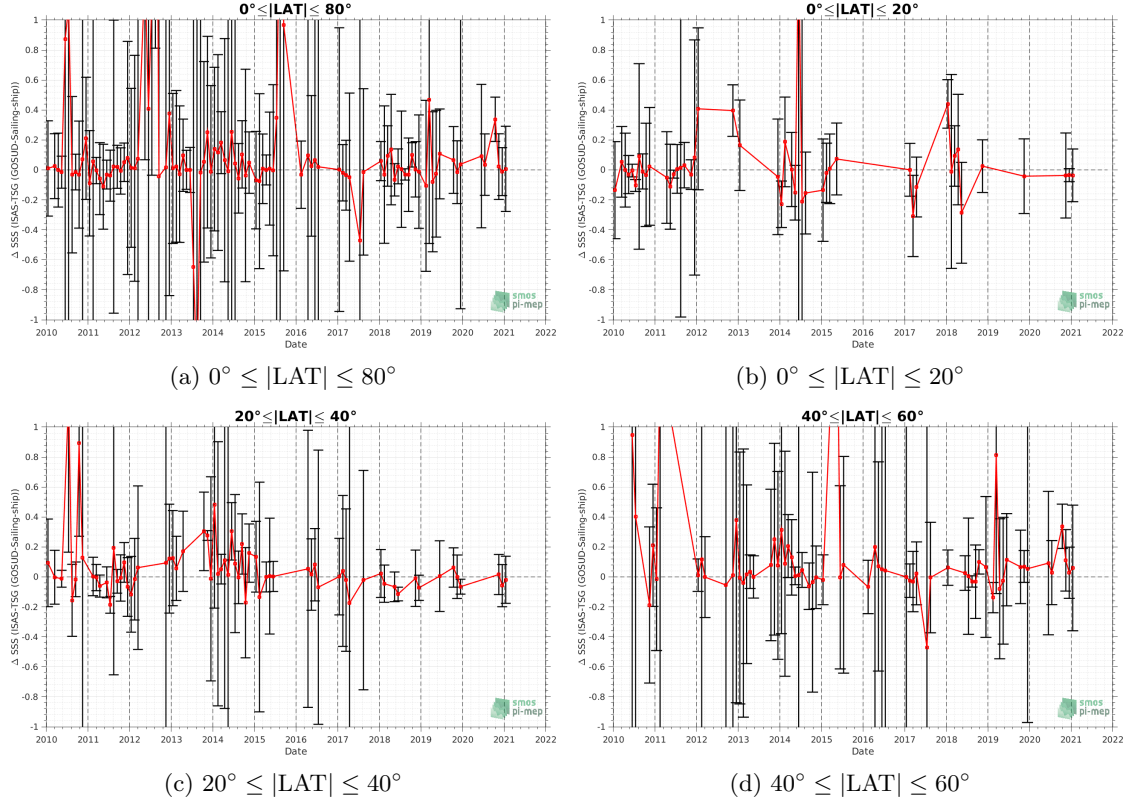 0°≤|LAT|≤ 80°
Δ SSS (ISAS-TSG (GOSUD-Sailing-ship))
1
0.8
0.6
0.4
0.2
0
-0.2
-0.4
-0.6
-0.8
-1
smos
pi-mep
2010 2011 2012 2013 2014 2015 2016 2017 2018 2019 2020 2021 2022
Date
(a) 0° ≤ |LAT| ≤ 80°
0°≤|LAT|≤ 20°
Δ SSS (ISAS-TSG (GOSUD-Sailing-ship))
1
0.8
0.6
0.4
0.2
0
-0.2
-0.4
-0.6
-0.8
-1
smos
pi-mep
2010 2011 2012 2013 2014 2015 2016 2017 2018 2019 2020 2021 2022
Date
(b) 0° ≤ |LAT| ≤ 20°
20°≤|LAT|≤ 40°
Δ SSS (ISAS-TSG (GOSUD-Sailing-ship))
1
0.8
0.6
0.4
0.2
0
-0.2
-0.4
-0.6
-0.8
-1
smos
pi-mep
2010 2011 2012 2013 2014 2015 2016 2017 2018 2019 2020 2021 2022
Date
(c) 20° ≤ |LAT| ≤ 40°
40°≤|LAT|≤ 60°
Δ SSS (ISAS-TSG (GOSUD-Sailing-ship))
1
0.8
0.6
0.4
0.2
0
-0.2
-0.4
-0.6
-0.8
-1
smos
pi-mep
2010 2011 2012 2013 2014 2015 2016 2017 2018 2019 2020 2021 2022
Date
(d) 40° ≤ |LAT| ≤ 60°